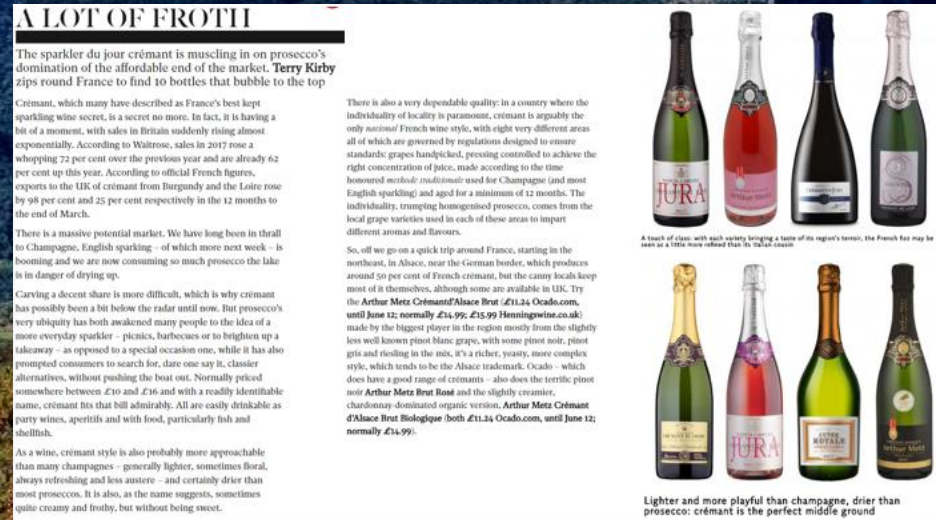 A LOT OF FROTH
The sparkler du jour crémant is muscling in on prosecco's
domination of the affordable end of the market. Terry Kirby
zips round France to find 10 bottles that bubble to the top
Crémant, which many have described as France's best kept
sparkling wine secret, is a secret no more. In fact, it is having a
bit of a moment, with sales in Britain suddenly rising almost
exponentially. According to Waitrose, sales in 2017 rose a
whopping 72 per cent over the previous year and are already 62
per cent up this year. According to official French figures,
exports to the UK of crémant from Burgundy and the Loire rose
by 98 per cent and 25 per cent respectively in the 12 months to
the end of March.
There is a massive potential market. We have long been in thrall
to Champagne, English sparkling – of which more next week – is
booming and we are now consuming so much prosecco the lake
is in danger of drying up.
Carving a decent share is more difficult, which is why crémant
has possibly been a bit below the radar until now. But prosecco's
very ubiquity has both awakened many people to the idea of a
more everyday sparkler – picnics, barbecues or to brighten up a
takeaway – as opposed to a special occasion one, while it has also
prompted consumers to search for, dare one say it, classier
alternatives, without pushing the boat out. Normally priced
somewhere between £10 and £16 and with a readily identifiable
name, crémant fits that bill admirably. All are easily drinkable as
party wines, aperitifs and with food, particularly fish and
shellfish.
As a wine, crémant style is also probably more approachable
than many champagnes – generally lighter, sometimes floral,
always refreshing and less austere – and certainly drier than
most proseccos. It is also, as the name suggests, sometimes
quite creamy and frothy, but without being sweet.
There is also a very dependable quality: in a country where the
individuality of locality is paramount, crémant is arguably the
only national French wine style, with eight very different areas
all of which are governed by regulations designed to ensure
standards: grapes handpicked, pressing controlled to achieve the
right concentration of juice, made according to the time
honoured methode traditionale used for Champagne (and most
English sparkling) and aged for a minimum of 12 months. The
individuality, trumping homogenised prosecco, comes from the
local grape varieties used in each of these areas to impart
different aromas and flavours.
So, off we go on a quick trip around France, starting in the
northeast, in Alsace, near the German border, which produces
around 50 per cent of French crémant, but the canny locals keep
most of it themselves, although some are available in UK. Try
the Arthur Metz Crémantd'Alsace Brut (£11.24 Ocado.com,
until June 12; normally £14.99; £15.99 Henningswine.co.uk)
made by the biggest player in the region mostly from the slightly
less well known pinot blanc grape, with some pinot noir, pinot
gris and riesling in the mix, it's a richer, yeasty, more complex
style, which tends to be the Alsace trademark. Ocado – which
does have a good range of crémants – also does the terrific pinot
noir Arthur Metz Brut Rosé and the slightly creamier,
chardonnay-dominated organic version, Arthur Metz Crémant
d'Alsace Brut Biologique (both £11.24 Ocado.com, until June 12;
normally £14.99).
JURA
Arthur Metz
A touch of class: with each variety bringing a taste of its region's terroir, the French fizz may be
seen as a little more refined than its Italian cousin
JURA
CUVÉE
ROYALE
Arthur Metz
Lighter and more playful than champagne, drier than
prosecco: crémant is the perfect middle ground